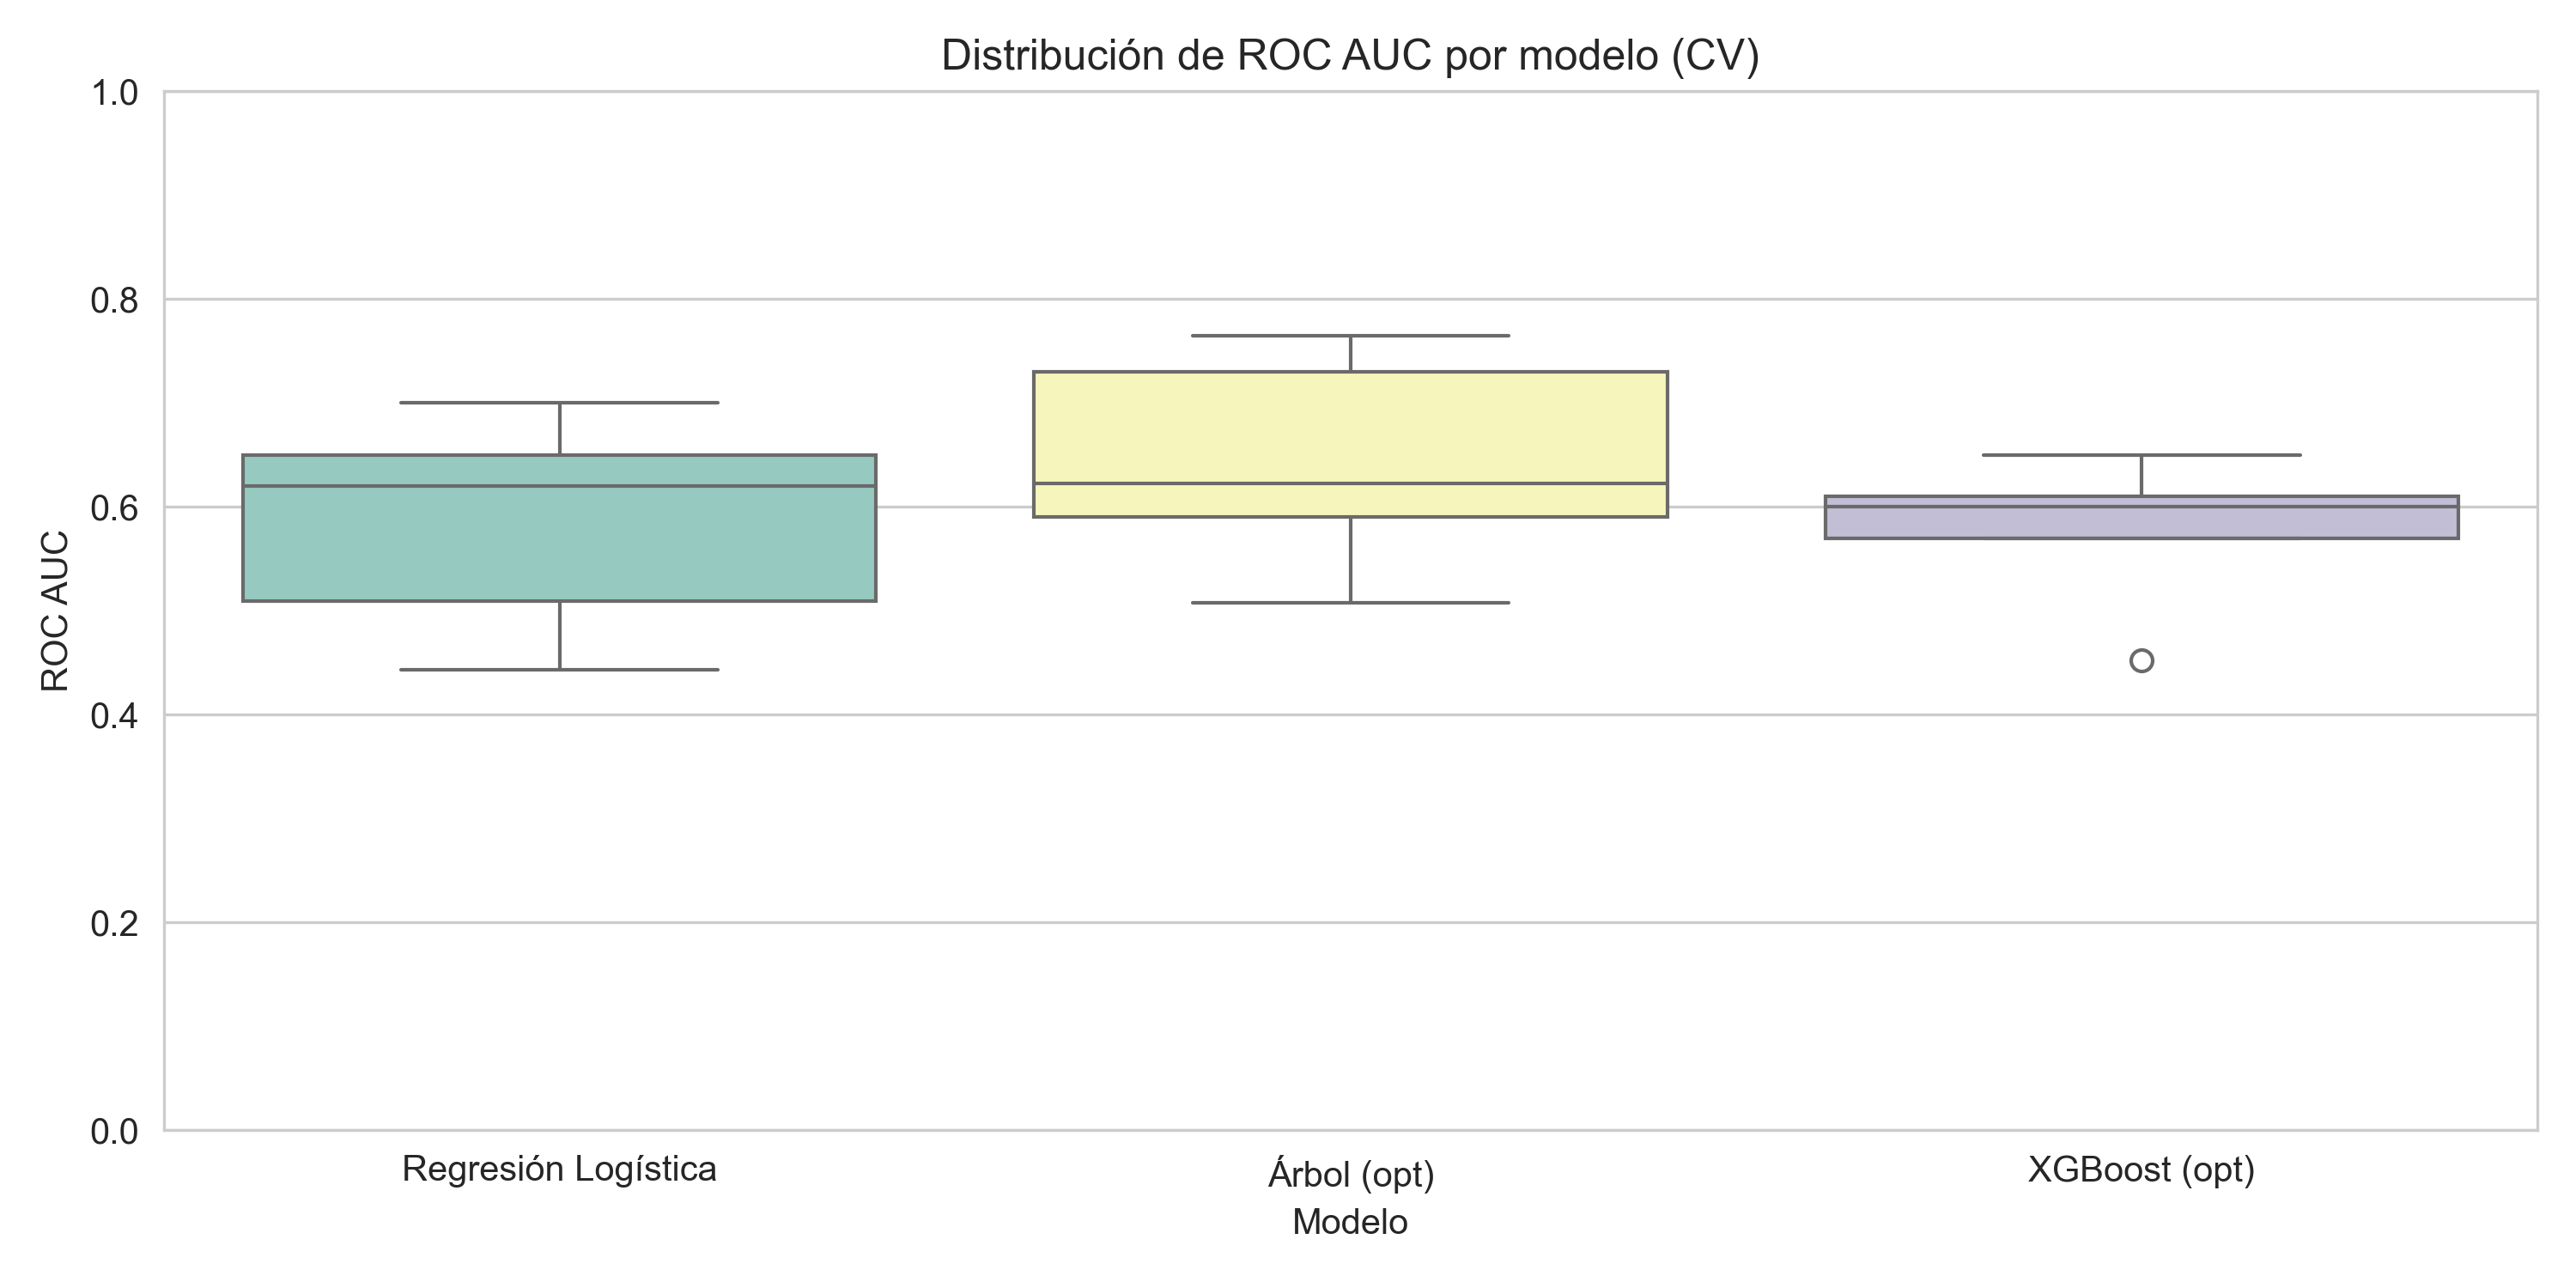 Distribución de ROC AUC por modelo (CV)
1.0
0.8
0.6
0.4
0.2
0.0
ROC AUC
Regresión Logística
Árbol (opt)
XGBoost (opt)
Modelo